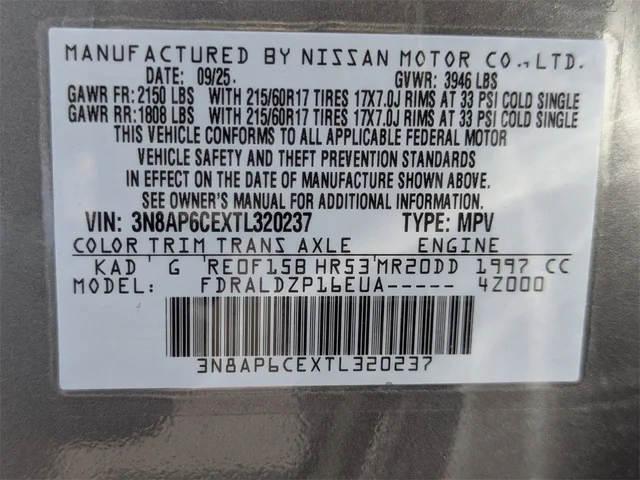 MANUFACTURED BY NISSAN MOTOR CO., LTD.
DATE: 09/25. GVWR: 3946 LBS
GAWR FR: 2150 LBS WITH 215/60R17 TIRES 17X7.0J RIMS AT 33 PSI COLD SINGLE
GAWR RR: 1808 LBS WITH 215/60R17 TIRES 17X7.0J RIMS AT 33 PSI COLD SINGLE
THIS VEHICLE CONFORMS TO ALL APPLICABLE FEDERAL MOTOR
VEHICLE SAFETY AND THEFT PREVENTION STANDARDS
IN EFFECT ON THE DATE OF MANUFACTURE SHOWN ABOVE.
SEE OWNER'S MANUAL FOR ADDITIONAL INFORMATION.
VIN: 3N8AP6CEXTL320237 TYPE: MPV
COLOR TRIM TRANS AXLE ENGINE
KAD G RE0F15B HR53 MR20DD 1997 CC
MODEL: FDRALDZP16EUA----- 4Z000
3N8AP6CEXTL320237